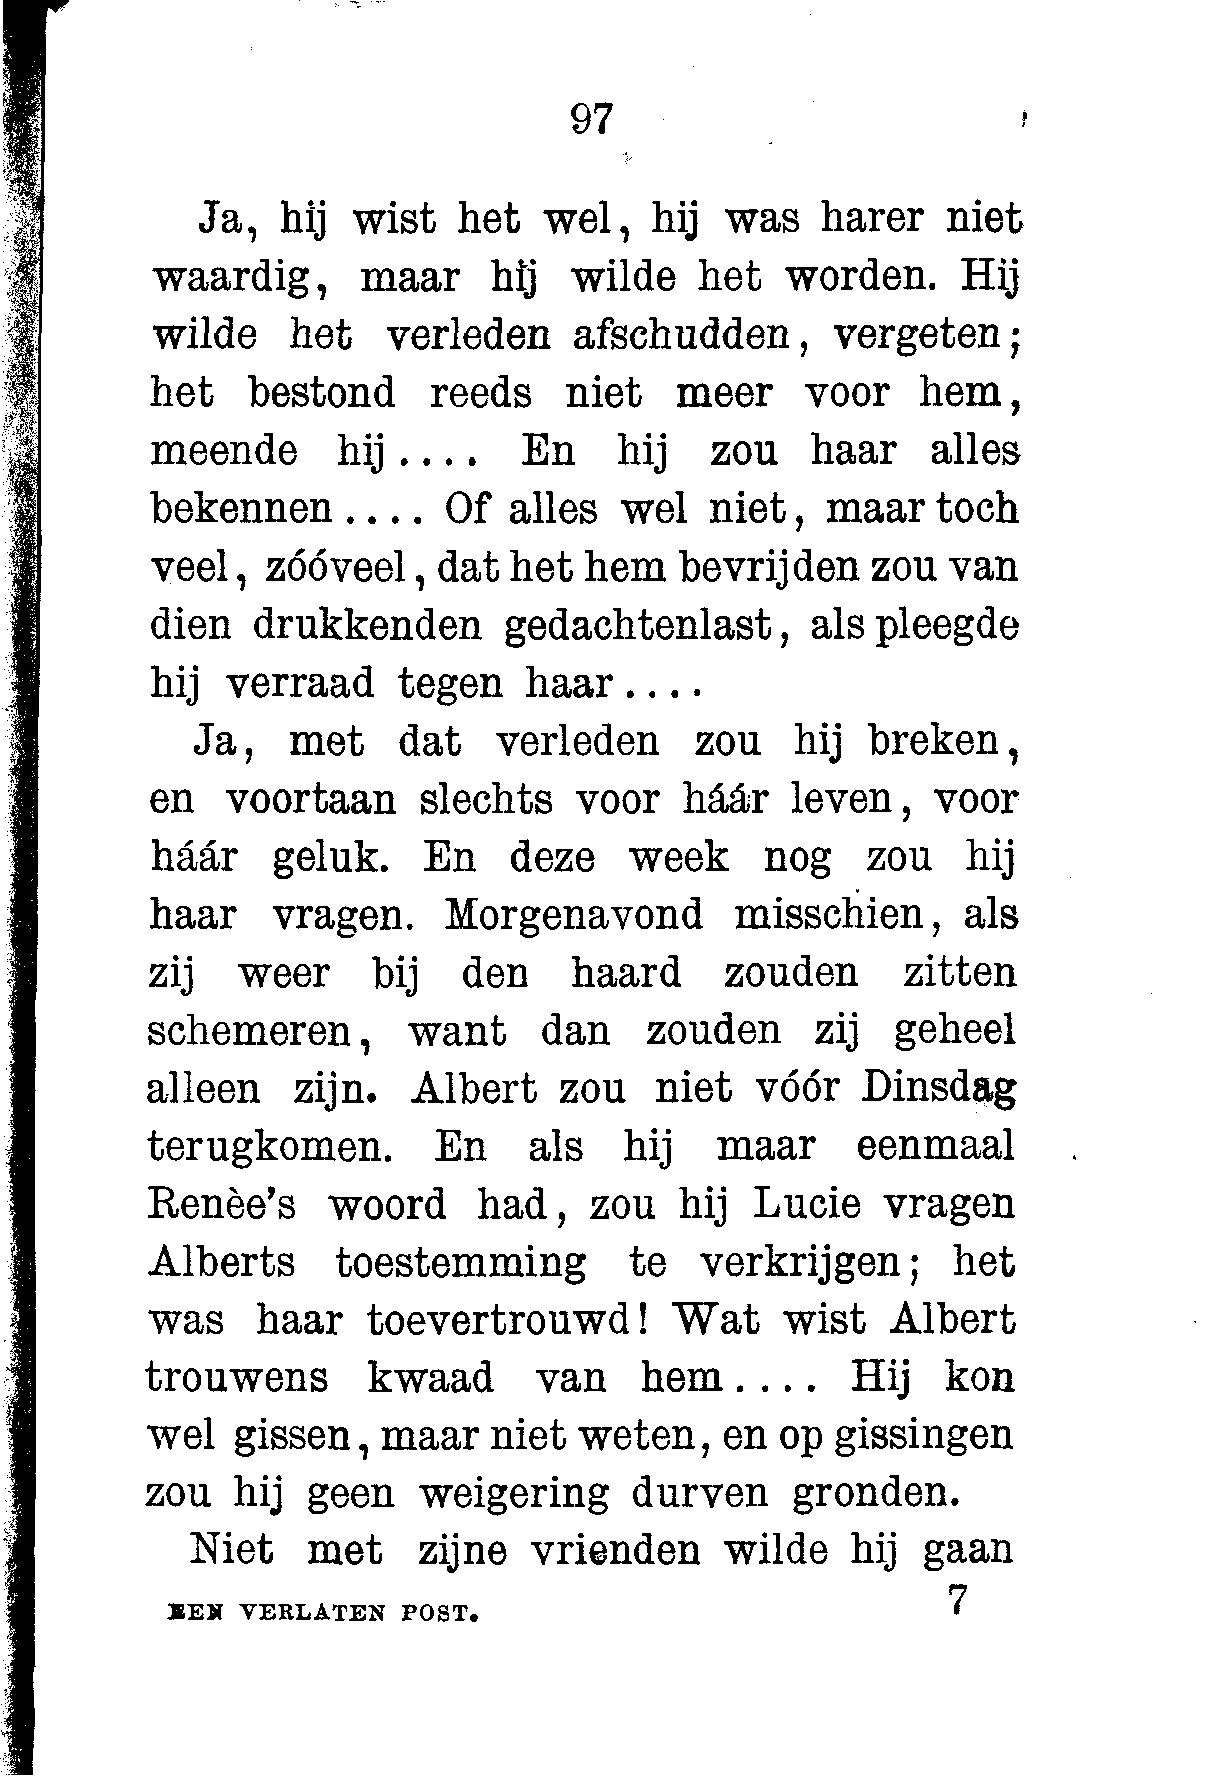 97
Ja, hij wist het wel, hij was harer niet
waardig, maar hij wilde het worden. Hij
wilde het verleden afschudden, vergeten;
het bestond reeds niet meer voor hem,
meende hij.... En hij zou haar alles
bekennen.... Of alles wel niet, maar toch
veel, zóóveel, dat het hem bevrijden zou van
dien drukkenden gedachtenlast, als pleegde
hij verraad tegen haar....
Ja, met dat verleden zou hij breken,
en voortaan slechts voor háár leven, voor
háár geluk. En deze week nog zou hij
haar vragen. Morgenavond misschien, als
zij weer bij den haard zouden zitten
schemeren, want dan zouden zij geheel
alleen zijn. Albert zou niet vóór Dinsdag
terugkomen. En als hij maar eenmaal
Renèe's woord had, zou hij Lucie vragen
Alberts toestemming te verkrijgen; het
was haar toevertrouwd! Wat wist Albert
trouwens kwaad van hem.... Hij kon
wel gissen, maar niet weten, en op gissingen
zou hij geen weigering durven gronden.
Niet met zijne vrienden wilde hij gaan
EEN VERLATEN POST. 7